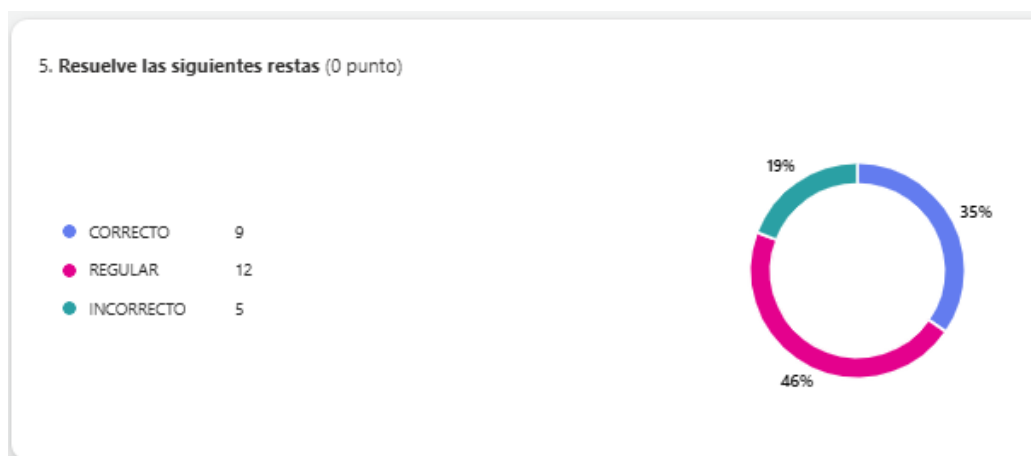 5. Resuelve las siguientes restas (0 punto)
19%
35%
CORRECTO 9
REGULAR 12
INCORRECTO 5
46%